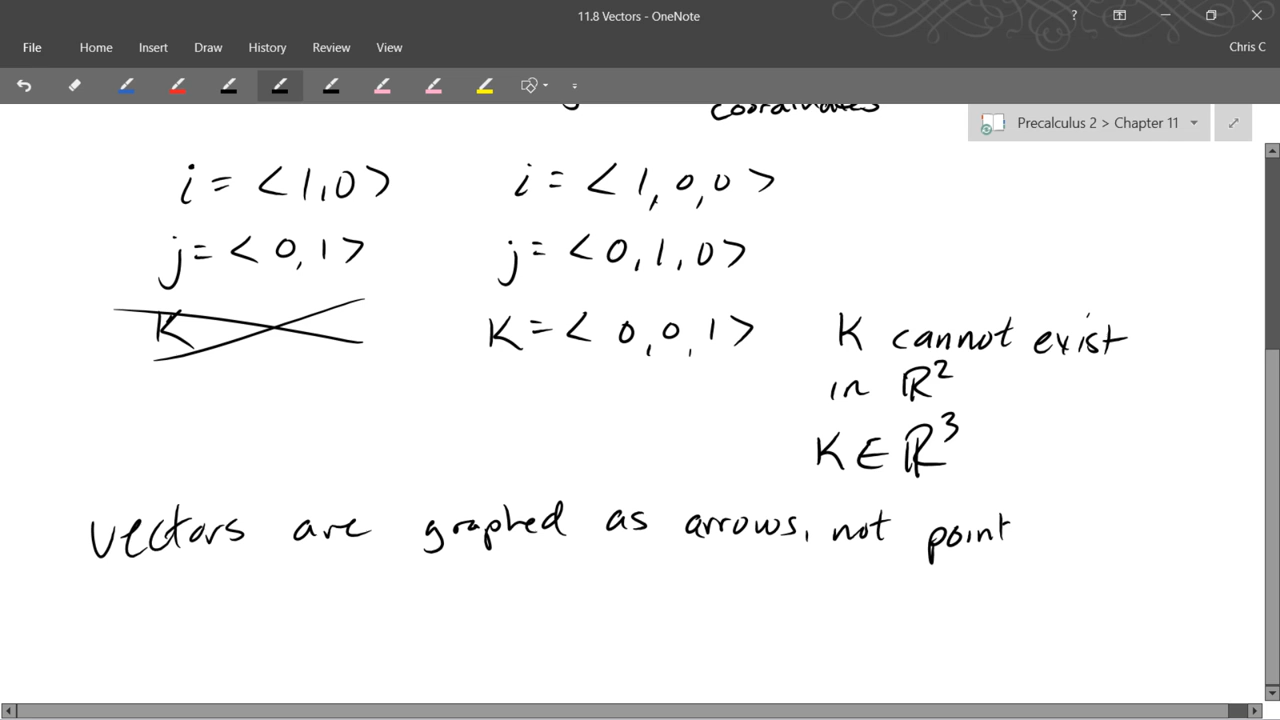 11.8 Vectors - OneNote
?
File Home Insert Draw History Review View
Chris C
coordinates
Precalculus 2 > Chapter 11
i = <1,0>
i = <1,0,0>
j = <0,1>
j = <0,1,0>
K
K = <0,0,1>
K cannot exist
in ℝ²
K ∈ ℝ³
vectors are graphed as arrows, not point